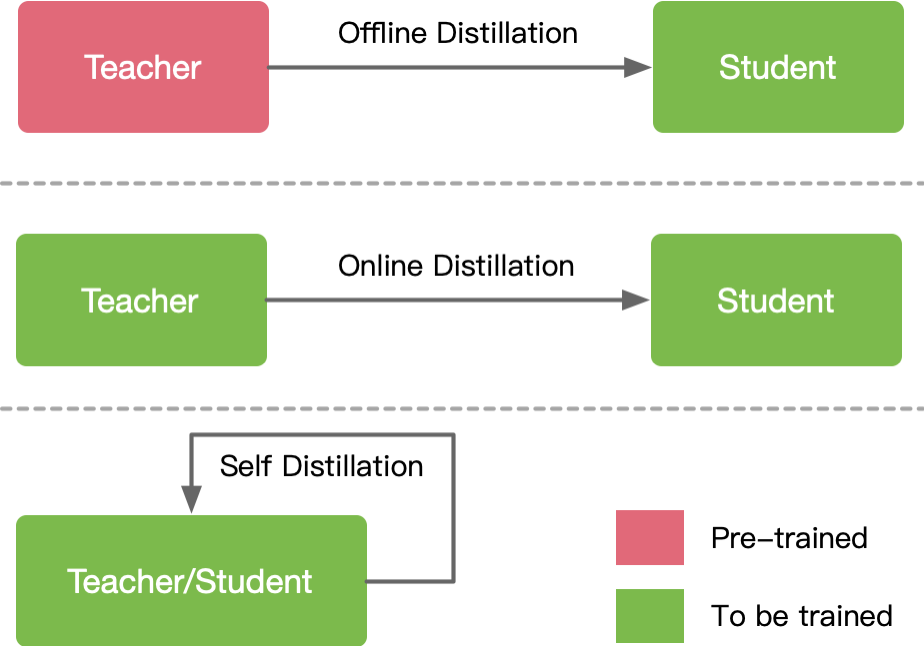 Offline Distillation
Teacher
Student
Online Distillation
Teacher
Student
Self Distillation
Teacher/Student
Pre-trained
To be trained